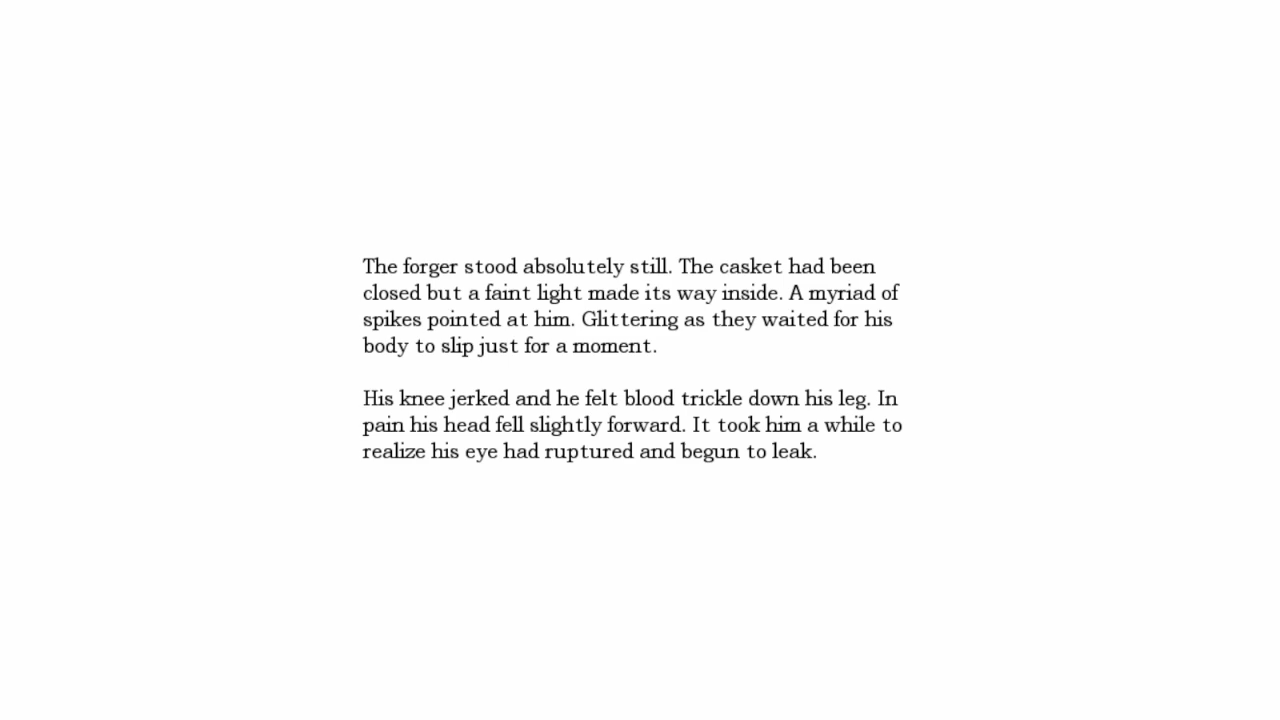 The forger stood absolutely still. The casket had been
closed but a faint light made its way inside. A myriad of
spikes pointed at him. Glittering as they waited for his
body to slip just for a moment.
His knee jerked and he felt blood trickle down his leg. In
pain his head fell slightly forward. It took him a while to
realize his eye had ruptured and begun to leak.